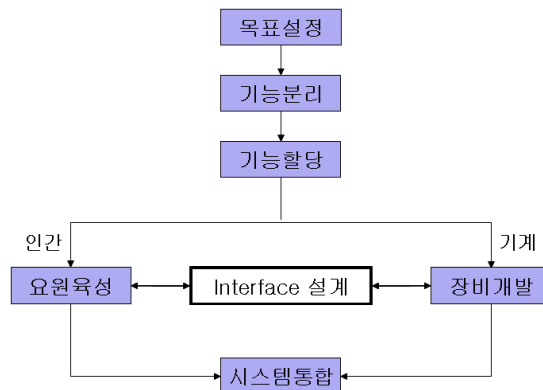 목표설정
기능분리
기능할당
인간
기계
요원육성
Interface 설계
장비개발
시스템통합